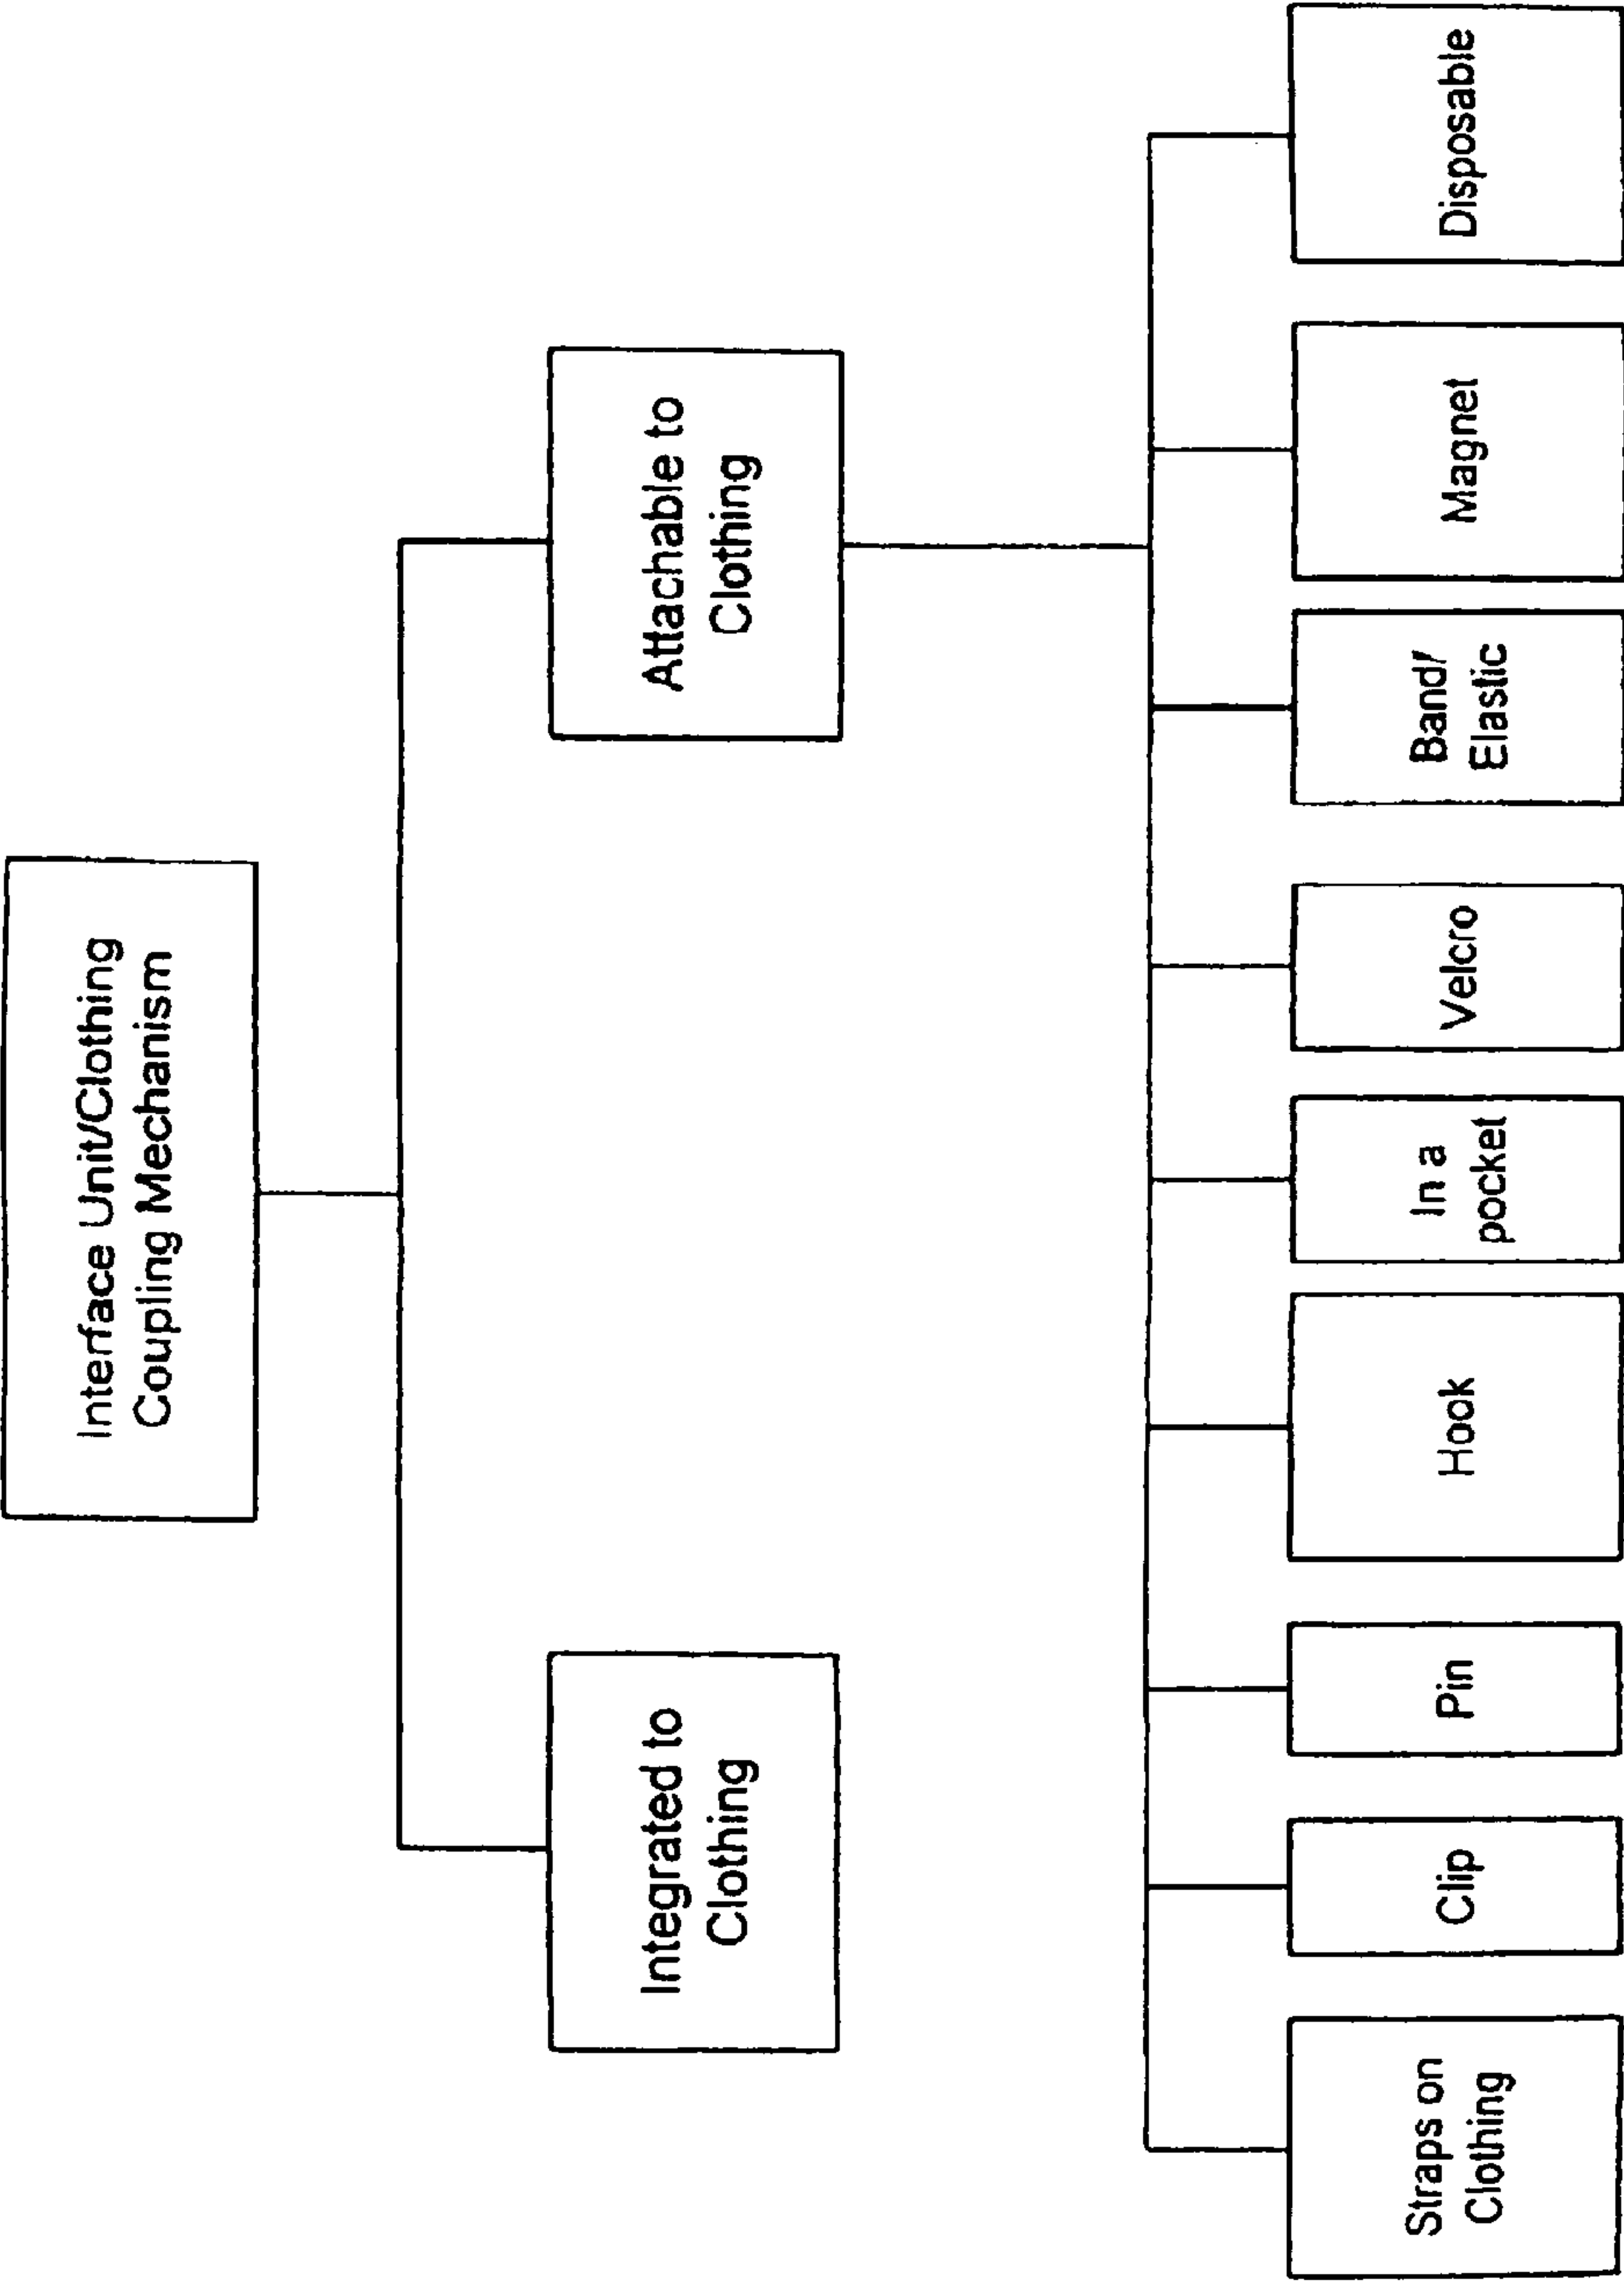 Interface Unit/Clothing
Coupling Mechanism
Integrated to
Clothing
Attachable to
Clothing
Straps on
Clothing
Clip
Pin
Hook
In a
pocket
Velcro
Band/
Elastic
Magnet
Disposable